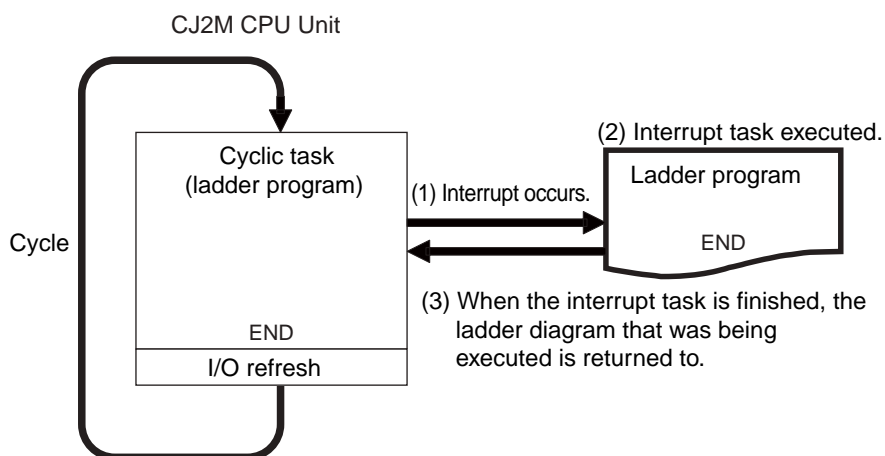 CJ2M CPU Unit
Cyclic task
(ladder program)
END
I/O refresh
Cycle
(1) Interrupt occurs.
(2) Interrupt task executed.
Ladder program
END
(3) When the interrupt task is finished, the
ladder diagram that was being
executed is returned to.